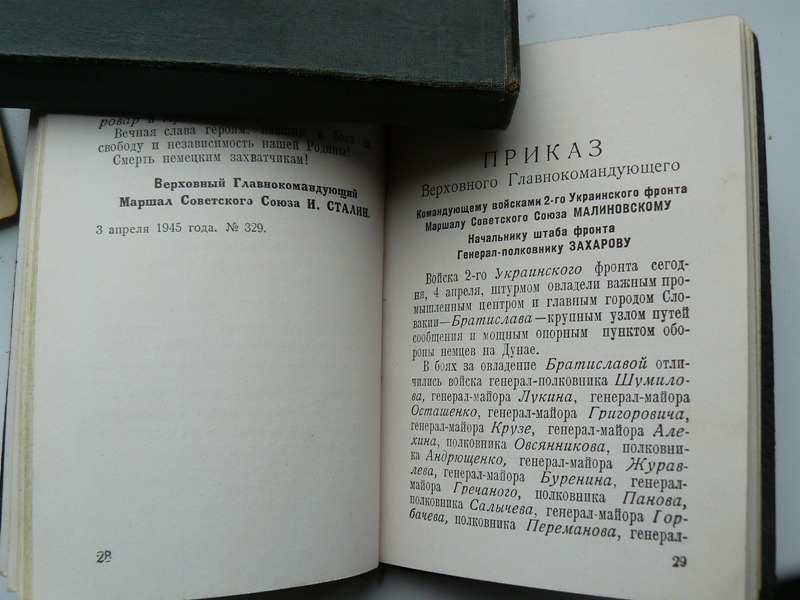 ровар и
Вечная слава героям, павшим в боях за
свободу и независимость нашей Родины!
Смерть немецким захватчикам!
Верховный Главнокомандующий
Маршал Советского Союза И. СТАЛИН.
3 апреля 1945 года. № 329.
28
ПРИКАЗ
Верховного Главнокомандующего
Командующему войсками 2-го Украинского фронта
Маршалу Советского Союза МАЛИНОВСКОМУ
Начальнику штаба фронта
Генерал-полковнику ЗАХАРОВУ
Войска 2-го Украинского фронта сегод-
ня, 4 апреля, штурмом овладели важным про-
мышленным центром и главным городом Сло-
вакии—Братислава—крупным узлом путей
сообщения и мощным опорным пунктом обо-
роны немцев на Дунае.
В боях за овладение Братиславой отли-
чились войска генерал-полковника Шумило-
ва, генерал-майора Лукина, генерал-майора
Осташенко, генерал-майора Григоровича,
генерал-майора Крузе, генерал-майора Але-
хина, полковника Овсянникова, полковни-
ка Андрющенко, генерал-майора Журав-
лева, генерал-майора Буренина, генерал-
майора Гречаного, полковника Панова,
полковника Салычева, генерал-майора Гор-
бачева, полковника Переманова, генерал-
29